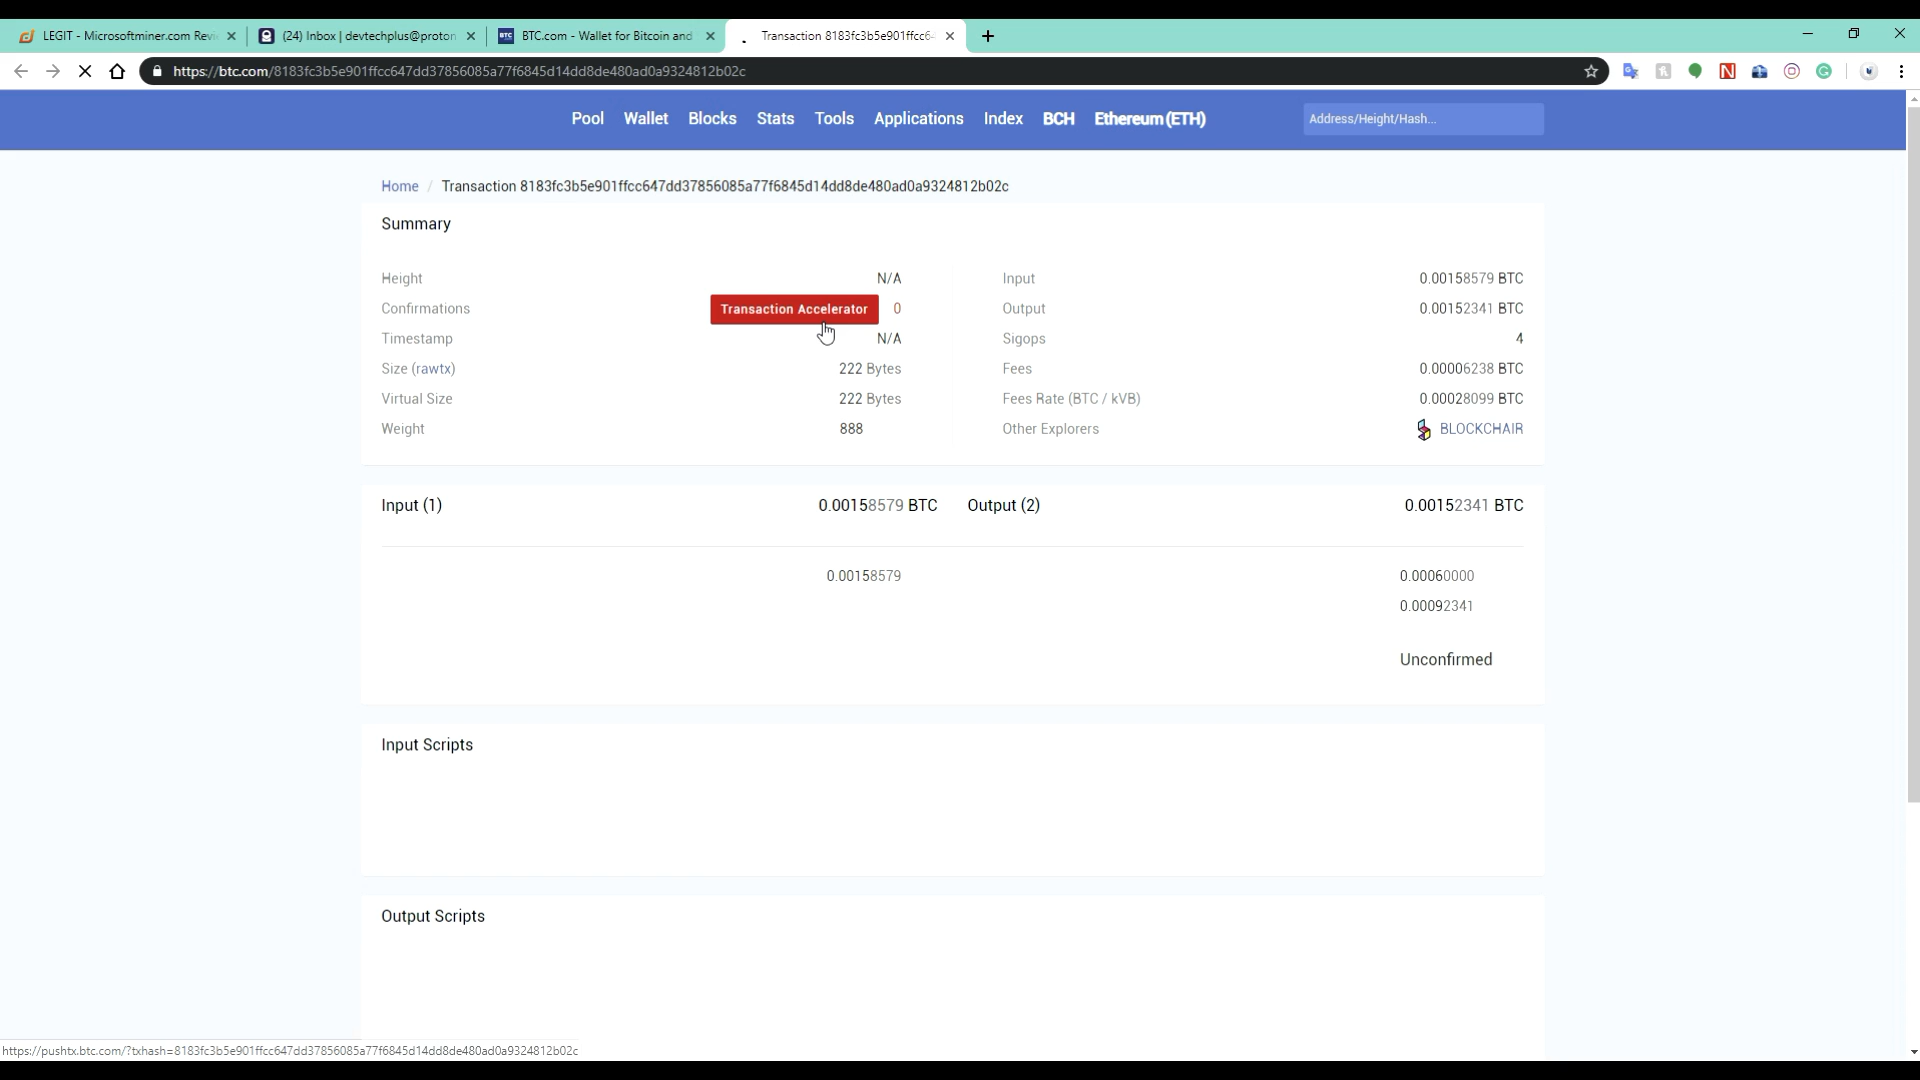 LEGIT - Microsoftminer.com Revi
(24) Inbox | devtechplus@proton
BTC.com - Wallet for Bitcoin and
Transaction 8183fc3b5e901ffcc64
https://btc.com/8183fc3b5e901ffcc647dd37856085a77f6845d14dd8de480ad0a9324812b02c
Pool Wallet Blocks Stats Tools Applications Index BCH Ethereum(ETH) Address/Height/Hash...
Home / Transaction 8183fc3b5e901ffcc647dd37856085a77f6845d14dd8de480ad0a9324812b02c
Summary
Height N/A Input 0.00158579 BTC
Confirmations Transaction Accelerator 0 Output 0.00152341 BTC
Timestamp N/A Sigops 4
Size (rawtx) 222 Bytes Fees 0.00006238 BTC
Virtual Size 222 Bytes Fees Rate (BTC / kVB) 0.00028099 BTC
Weight 888 Other Explorers BLOCKCHAIR
Input (1) 0.00158579 BTC Output (2) 0.00152341 BTC
0.00158579 0.00060000
0.00092341
Unconfirmed
Input Scripts
Output Scripts
https://pushtx.btc.com/?txhash=8183fc3b5e901ffcc647dd37856085a77f6845d14dd8de480ad0a9324812b02c